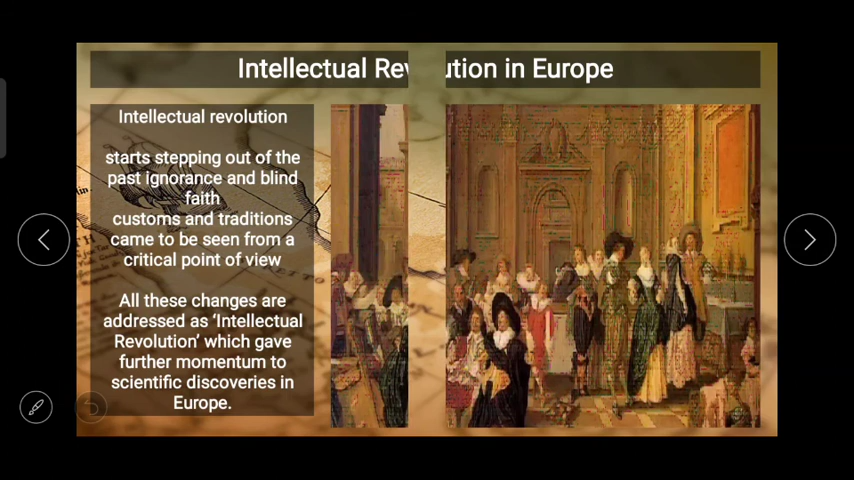 Intellectual Rev ution in Europe
Intellectual revolution
starts stepping out of the
past ignorance and blind
faith
customs and traditions
came to be seen from a
critical point of view
All these changes are
addressed as ‘Intellectual
Revolution’ which gave
further momentum to
scientific discoveries in
Europe.